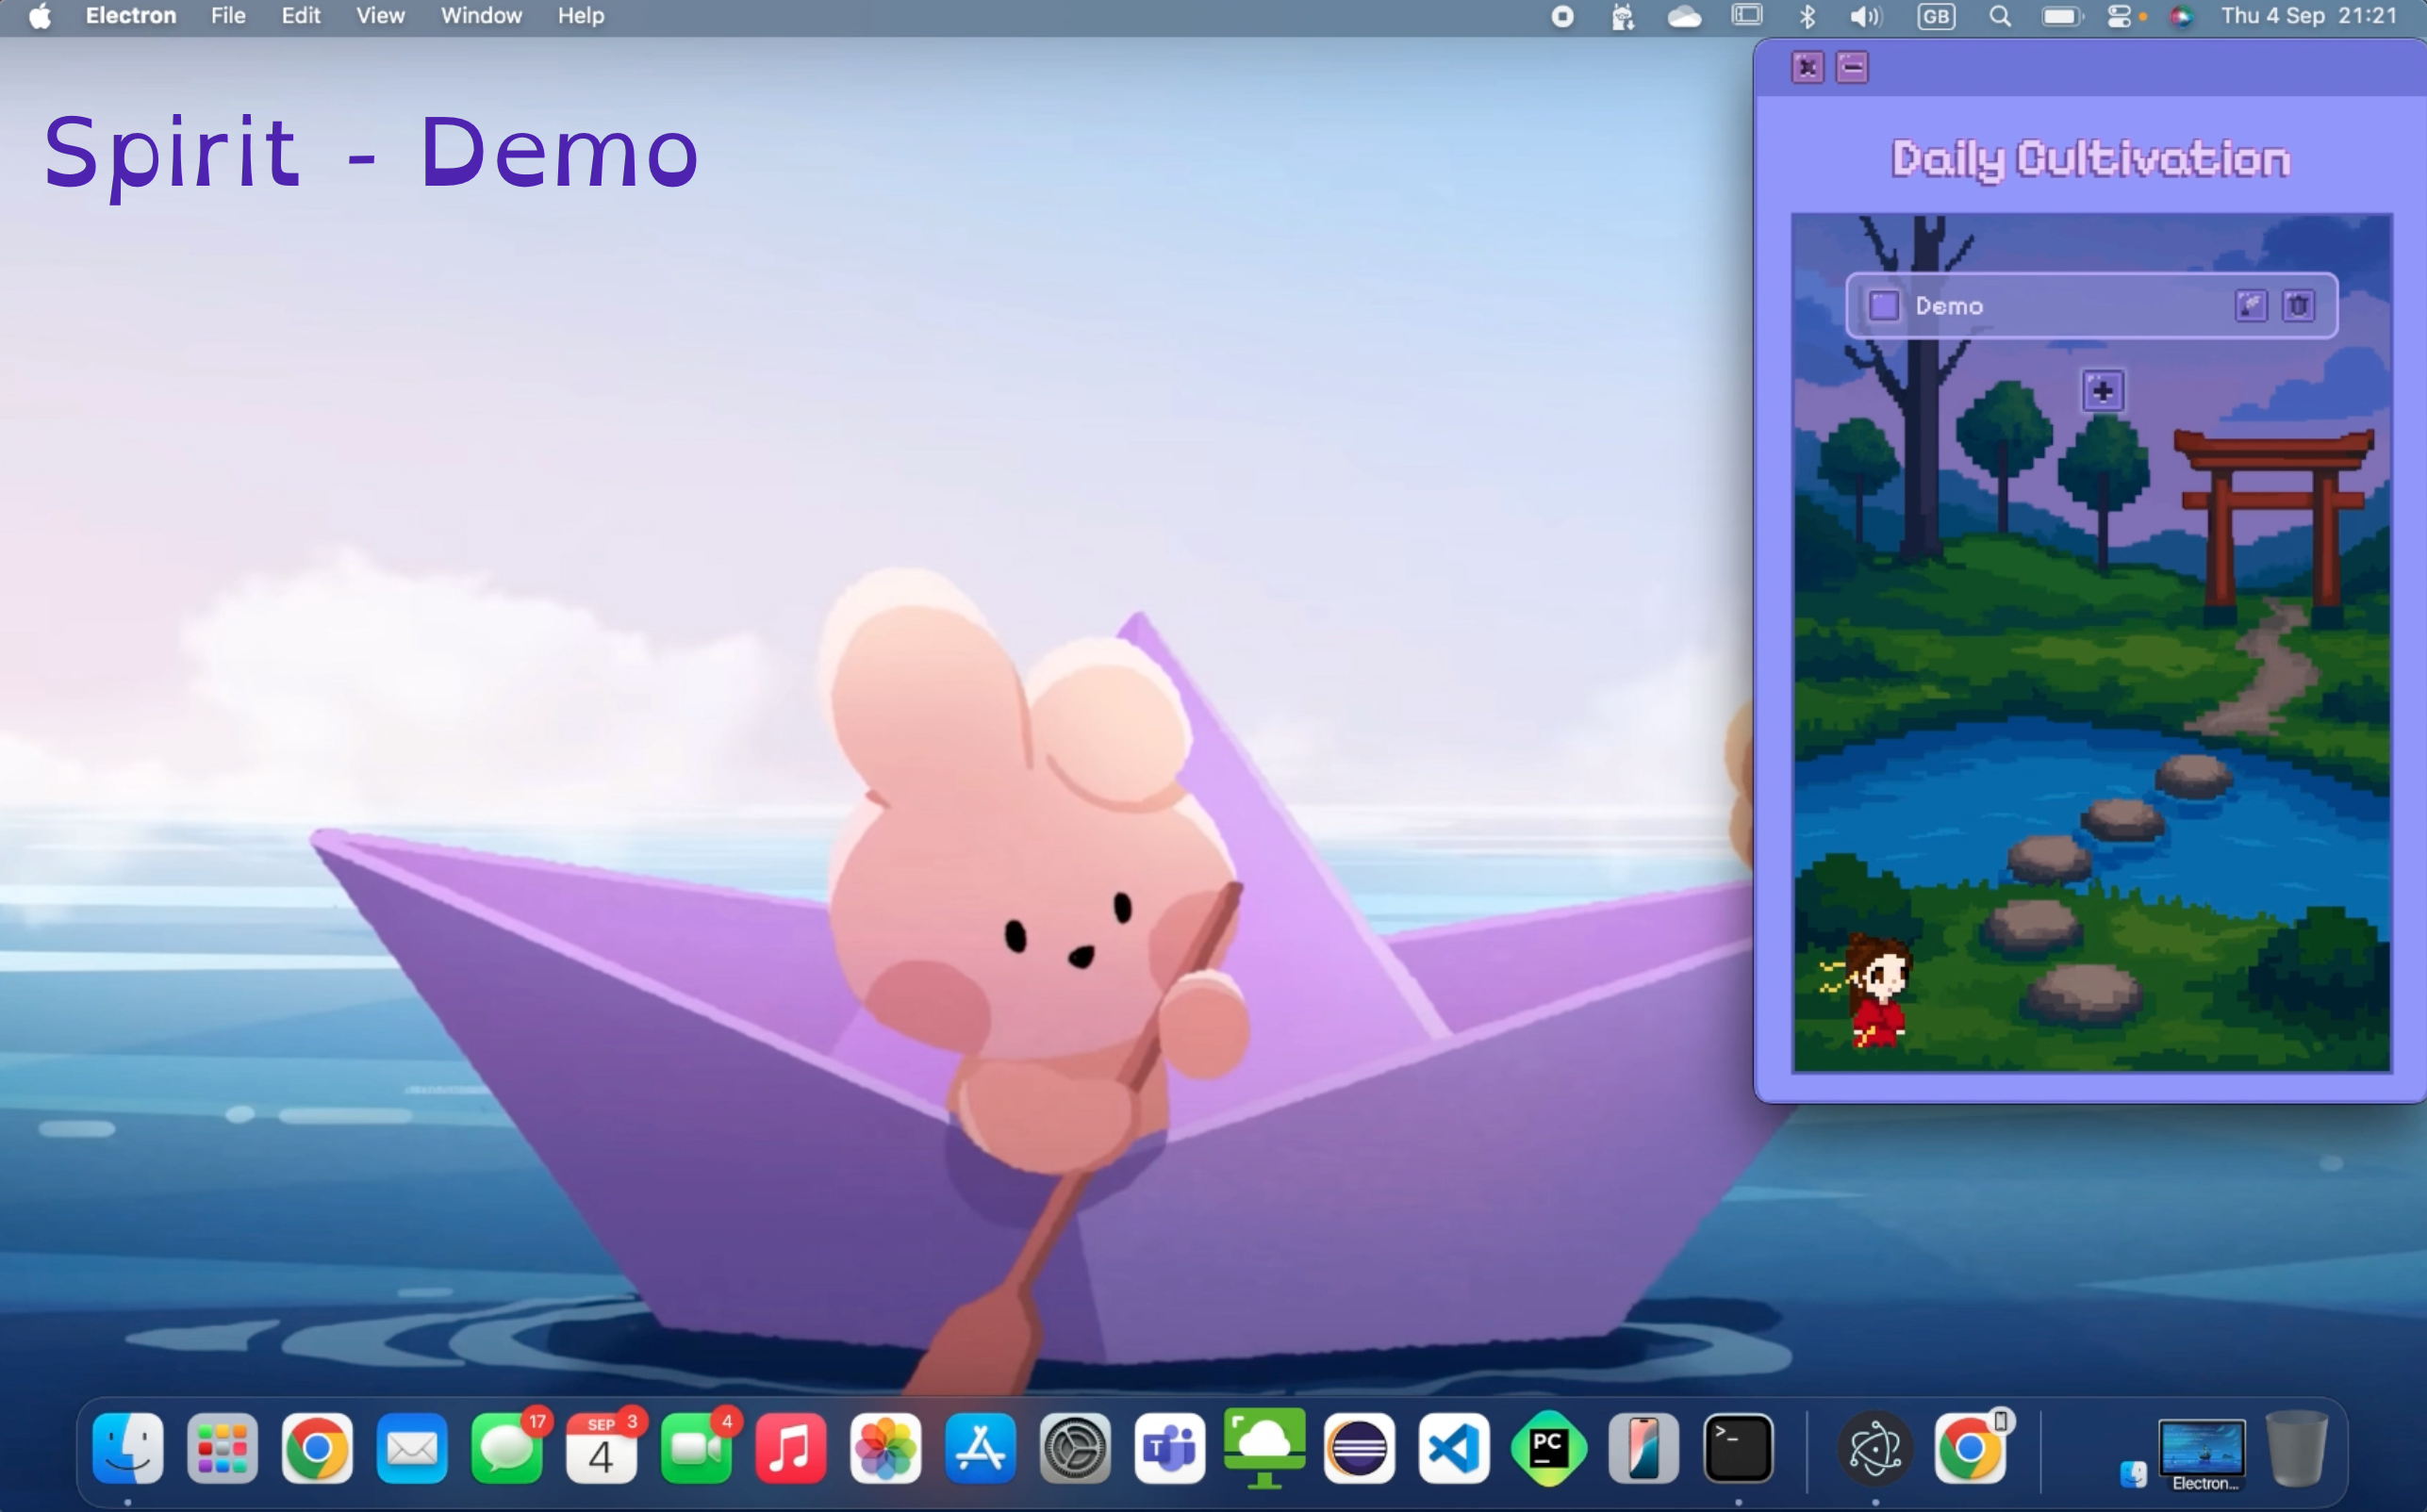 Electron File Edit View Window Help GB Thu 4 Sep 21:21
Spirit - Demo
Daily Cultivation
Demo
17 SEP 3 4
4
T PC >_
Electron...